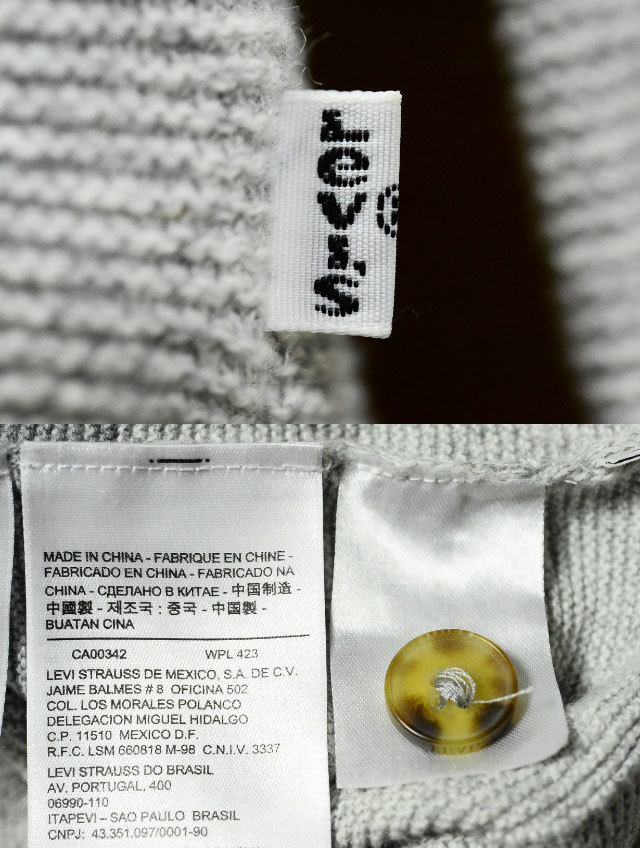 Levi's
®
MADE IN CHINA - FABRIQUE EN CHINE -
FABRICADO EN CHINA - FABRICADO NA
CHINA - СДЕЛАНО В КИТАЕ - 中国制造 -
中國製 - 제조국 : 중국 - 中国製 -
BUATAN CINA
CA00342 WPL 423
LEVI STRAUSS DE MEXICO, S.A. DE C.V.
JAIME BALMES # 8 OFICINA 502
COL. LOS MORALES POLANCO
DELEGACION MIGUEL HIDALGO
C.P. 11510 MEXICO D.F.
R.F.C. LSM 660818 M-98 C.N.I.V. 3337
LEVI STRAUSS DO BRASIL
AV. PORTUGAL, 400
06990-110
ITAPEVI - SAO PAULO BRASIL
CNPJ: 43.351.097/0001-90